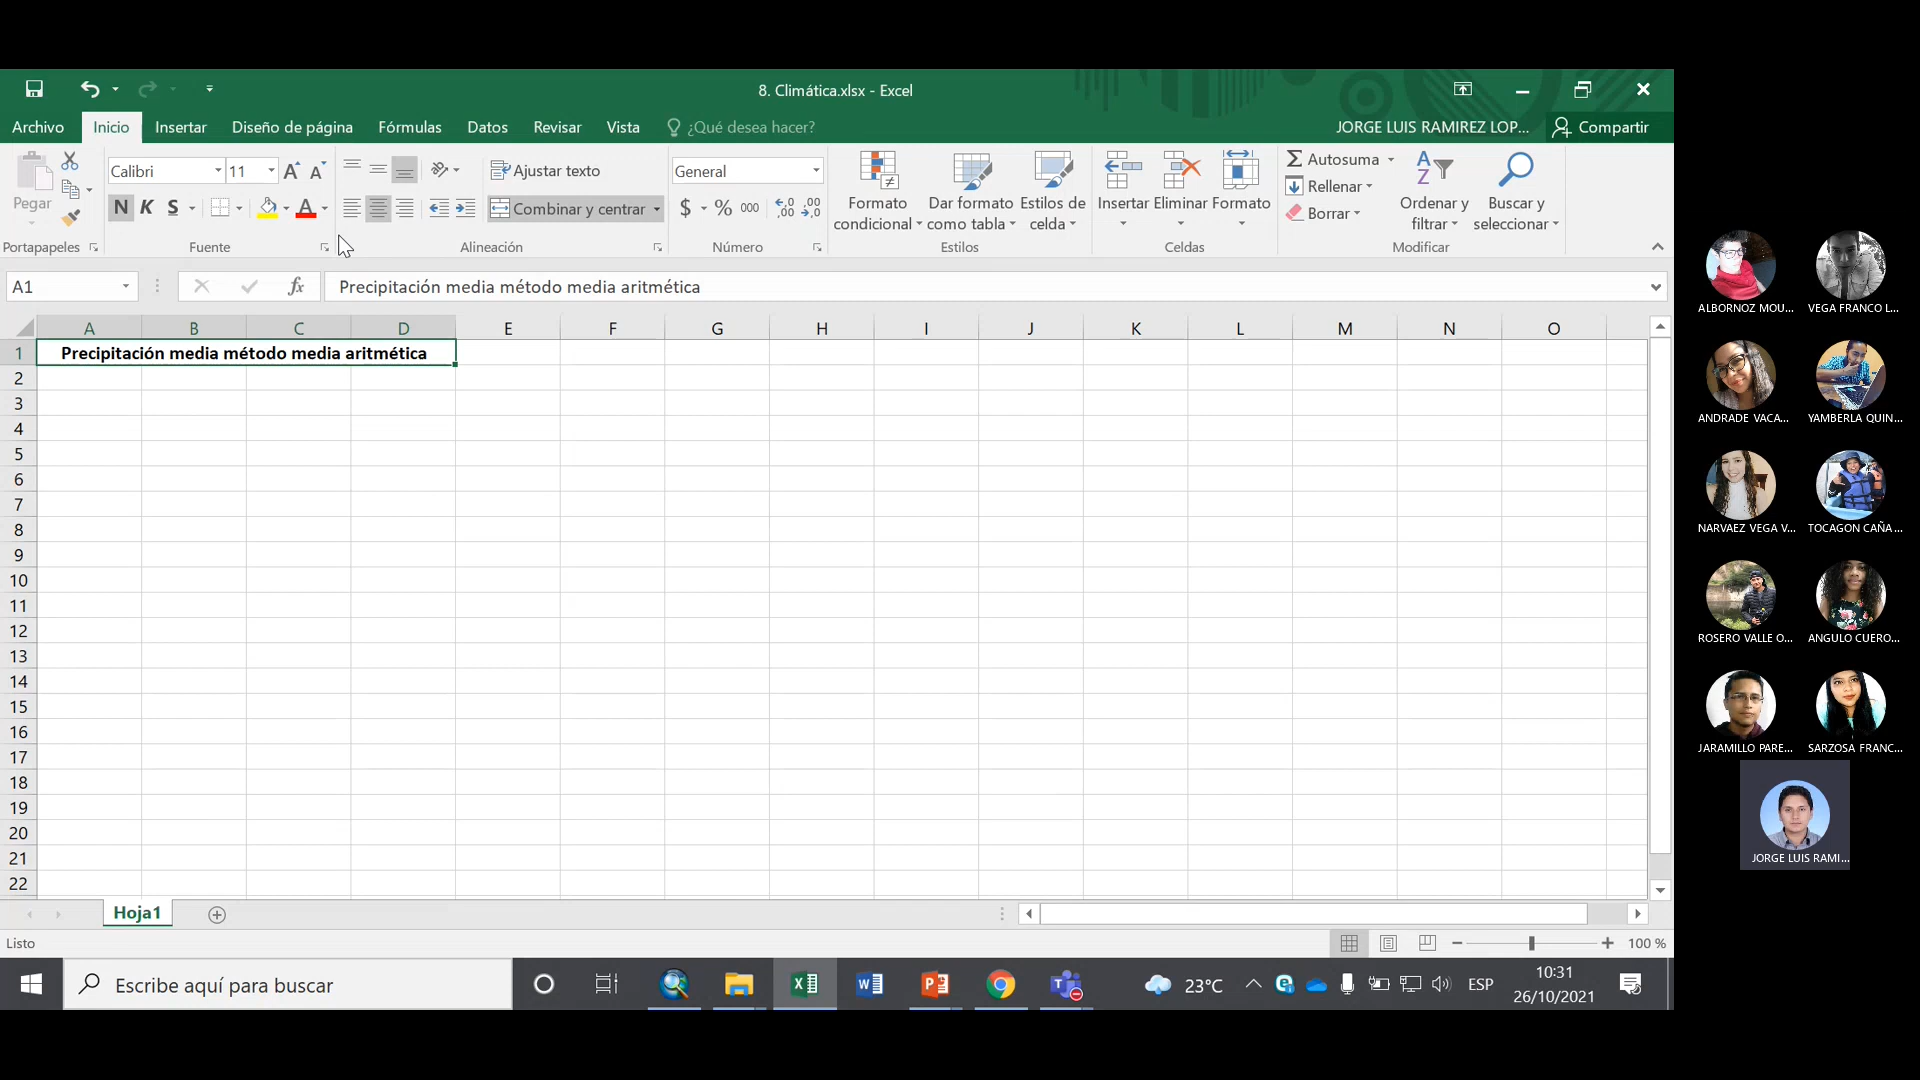 8. Climática.xlsx - Excel
Archivo Inicio Insertar Diseño de página Fórmulas Datos Revisar Vista ¿Qué desea hacer? JORGE LUIS RAMIREZ LOP... Compartir
Pegar
Portapapeles
Calibri 11
N K S A
Fuente
Ajustar texto
Combinar y centrar
Alineación
General
$ % 000
Número
Formato condicional
Dar formato como tabla
Estilos de celda
Estilos
Insertar Eliminar Formato
Celdas
Autosuma
Rellenar
Borrar
Ordenar y filtrar
Buscar y seleccionar
Modificar
A1 fx Precipitación media método media aritmética
A B C D E F G H I J K L M N O
1 Precipitación media método media aritmética
2
3
4
5
6
7
8
9
10
11
12
13
14
15
16
17
18
19
20
21
22
Hoja1
Listo 100 %
Escribe aquí para buscar 23°C ESP 10:31
26/10/2021
ALBORNOZ MOU... VEGA FRANCO L...
ANDRADE VACA... YAMBERLA QUIN...
NARVAEZ VEGA V... TOCAGON CAÑA...
ROSERO VALLE O... ANGULO CUERO...
JARAMILLO PARE... SARZOSA FRANC...
JORGE LUIS RAMI...